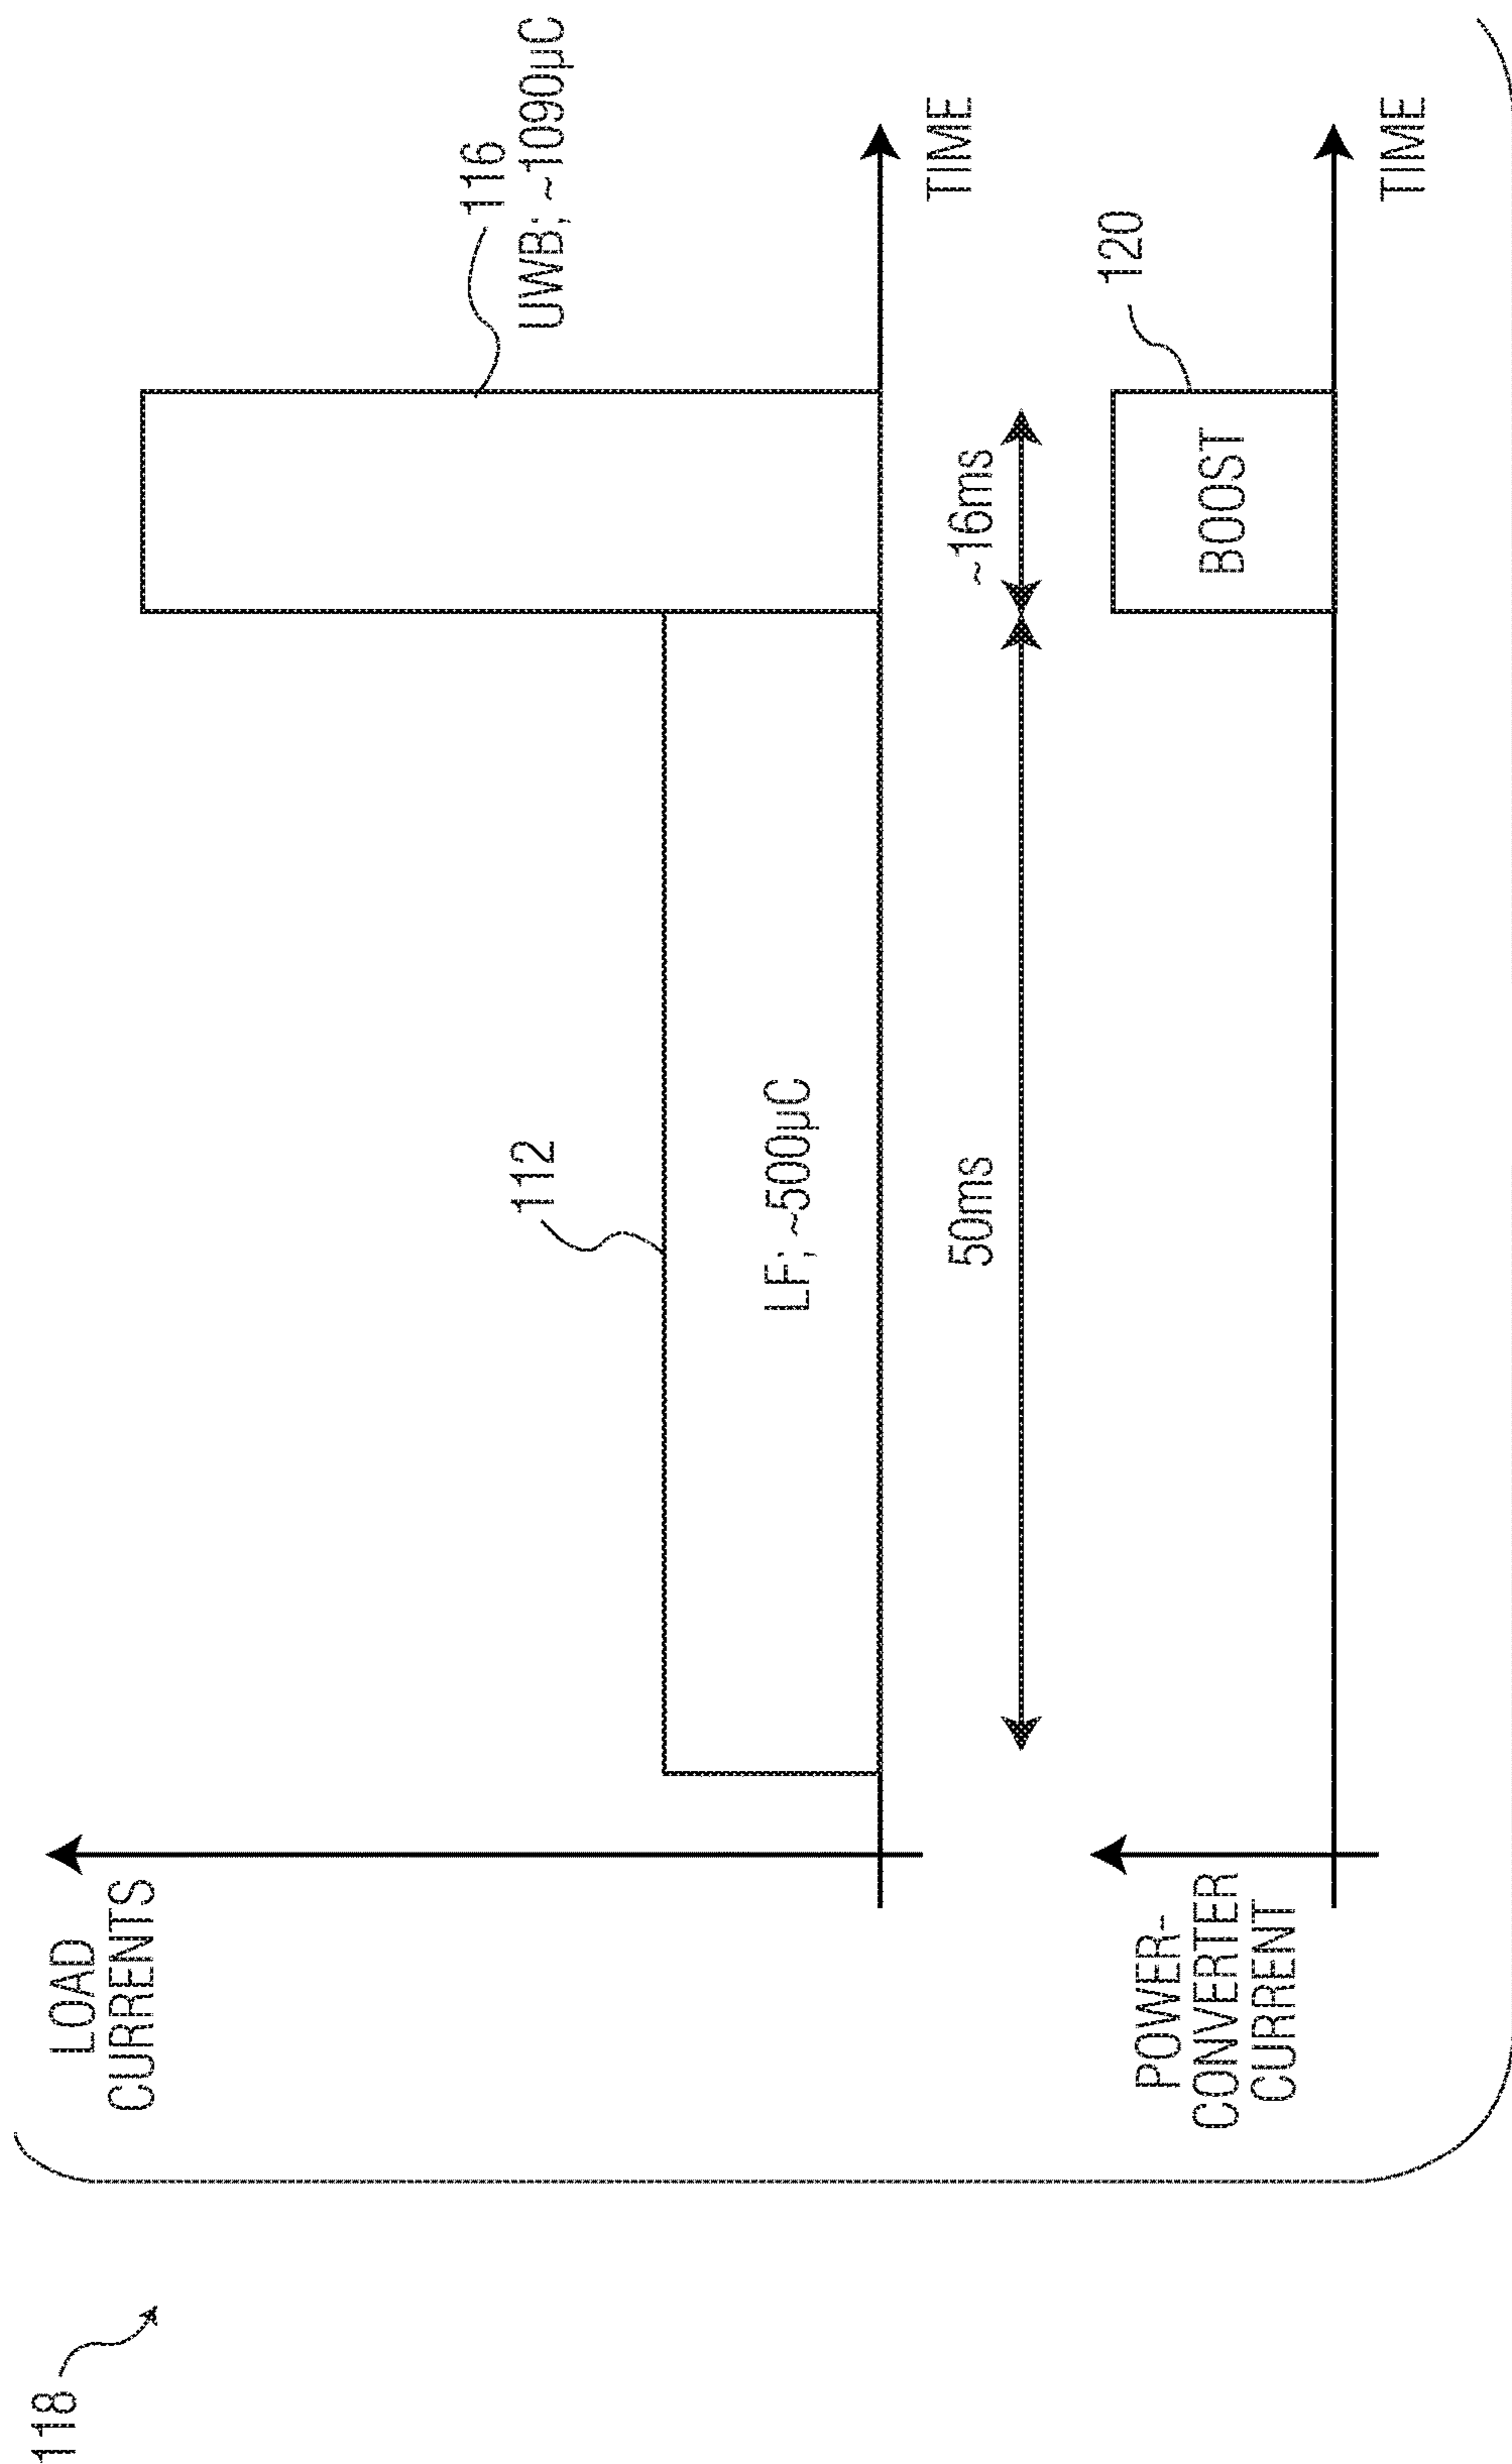 118
LOAD
CURRENTS
116
UWB; ~1090µC
112
LF; ~500µC
TIME
50ms
~16ms
POWER-
CONVERTER
CURRENT
120
BOOST
TIME